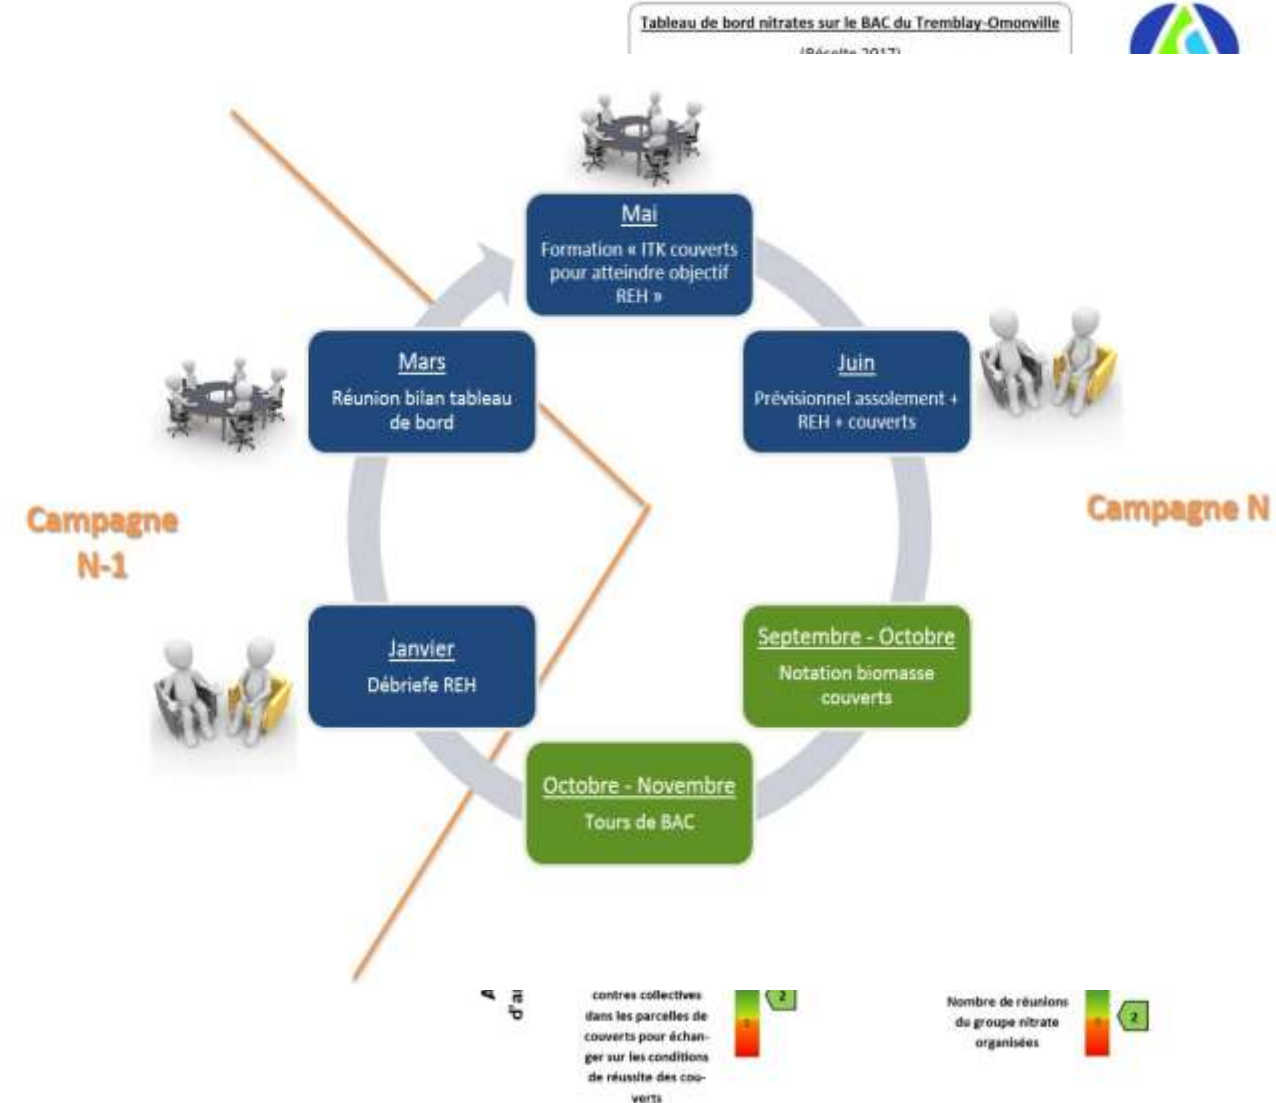 Tableau de bord nitrates sur le BAC du Tremblay-Omonville
(Récolte 2017)
Mai
Formation « ITK couverts
pour atteindre objectif
REH »
Mars
Réunion bilan tableau
de bord
Juin
Prévisionnel assolement +
REH + couverts
Campagne
N-1
Campagne N
Janvier
Débriefe REH
Septembre - Octobre
Notation biomasse
couverts
Octobre - Novembre
Tours de BAC
contres collectives
dans les parcelles de
couverts pour échan-
ger sur les conditions
de réussite des cou-
verts
2
Nombre de réunions
du groupe nitrate
organisées
2